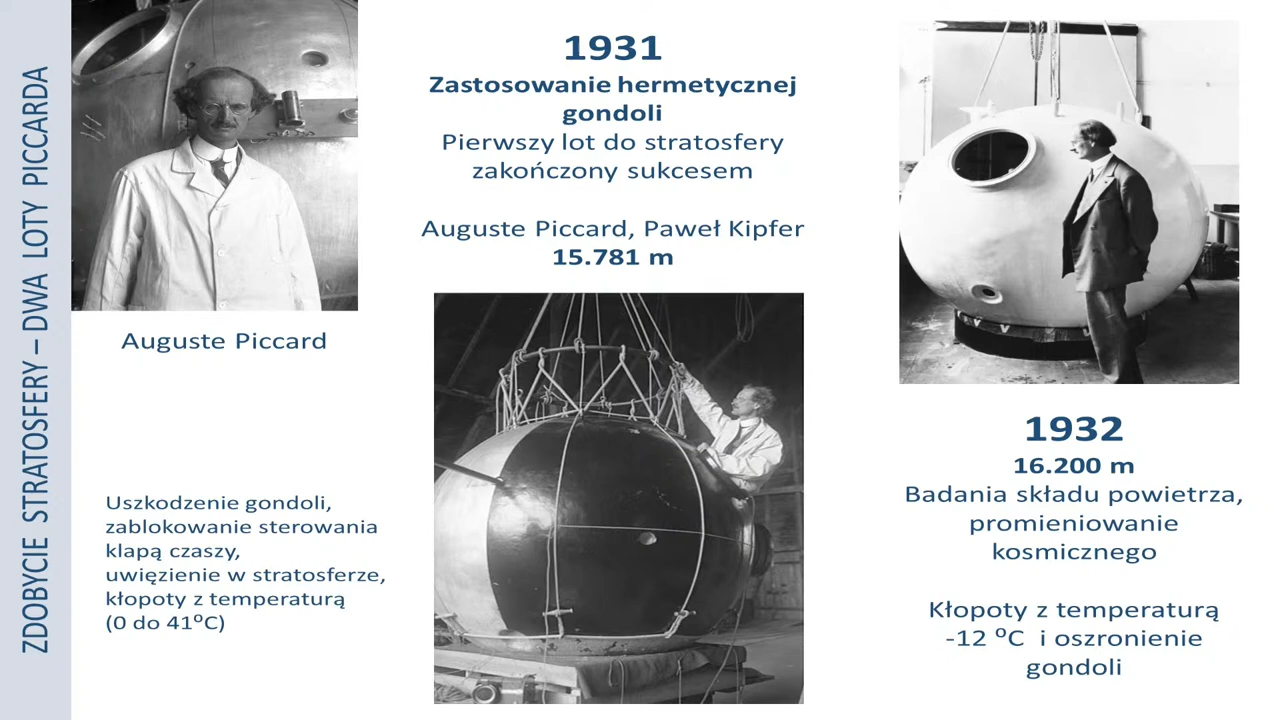 ZDOBYCIE STRATOSFERY – DWA LOTY PICCARDA
Auguste Piccard
Uszkodzenie gondoli,
zablokowanie sterowania
klapą czaszy,
uwięzienie w stratosferze,
kłopoty z temperaturą
(0 do 41⁰C)
1931
Zastosowanie hermetycznej
gondoli
Pierwszy lot do stratosfery
zakończony sukcesem
Auguste Piccard, Paweł Kipfer
15.781 m
1932
16.200 m
Badania składu powietrza,
promieniowanie
kosmicznego
Kłopoty z temperaturą
-12 ⁰C i oszronienie
gondoli